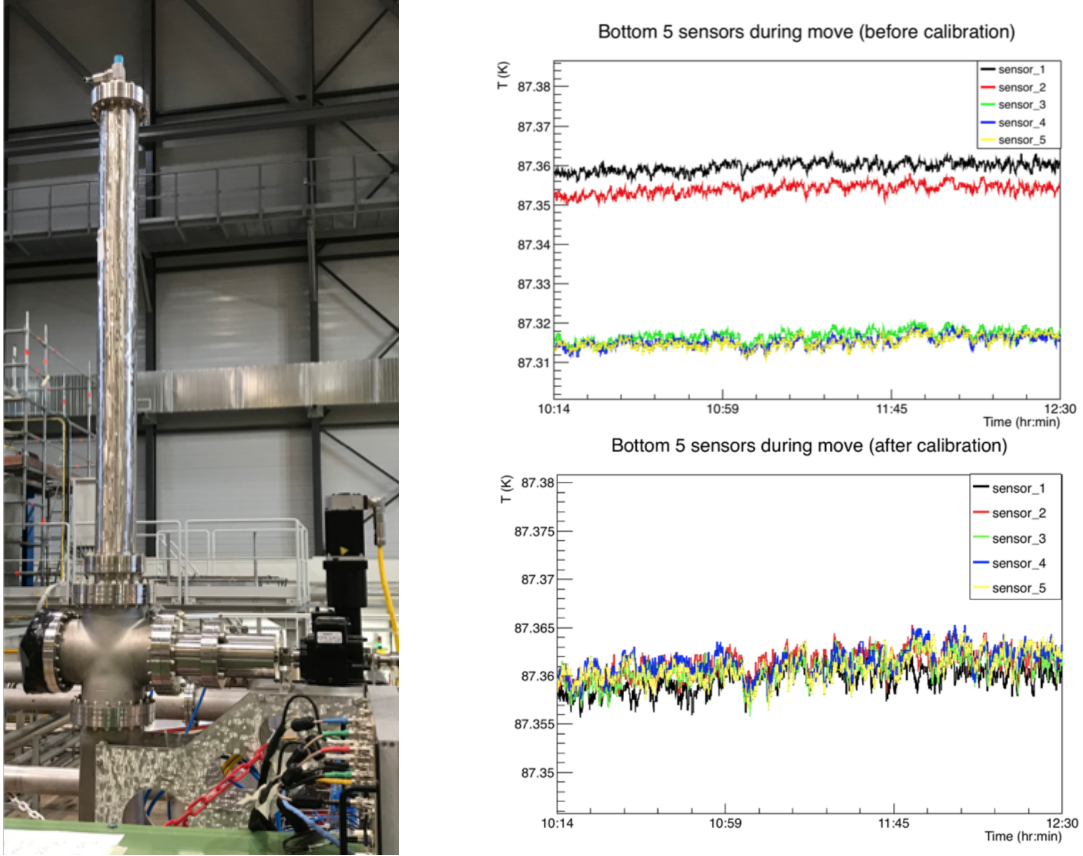 Bottom 5 sensors during move (before calibration)
T (K)
sensor_1
sensor_2
sensor_3
sensor_4
sensor_5
87.38
87.37
87.36
87.35
87.34
87.33
87.32
87.31
10:14
10:59
11:45
12:30
Time (hr:min)
Bottom 5 sensors during move (after calibration)
T (K)
sensor_1
sensor_2
sensor_3
sensor_4
sensor_5
87.38
87.375
87.37
87.365
87.36
87.355
87.35
10:14
10:59
11:45
12:30
Time (hr:min)